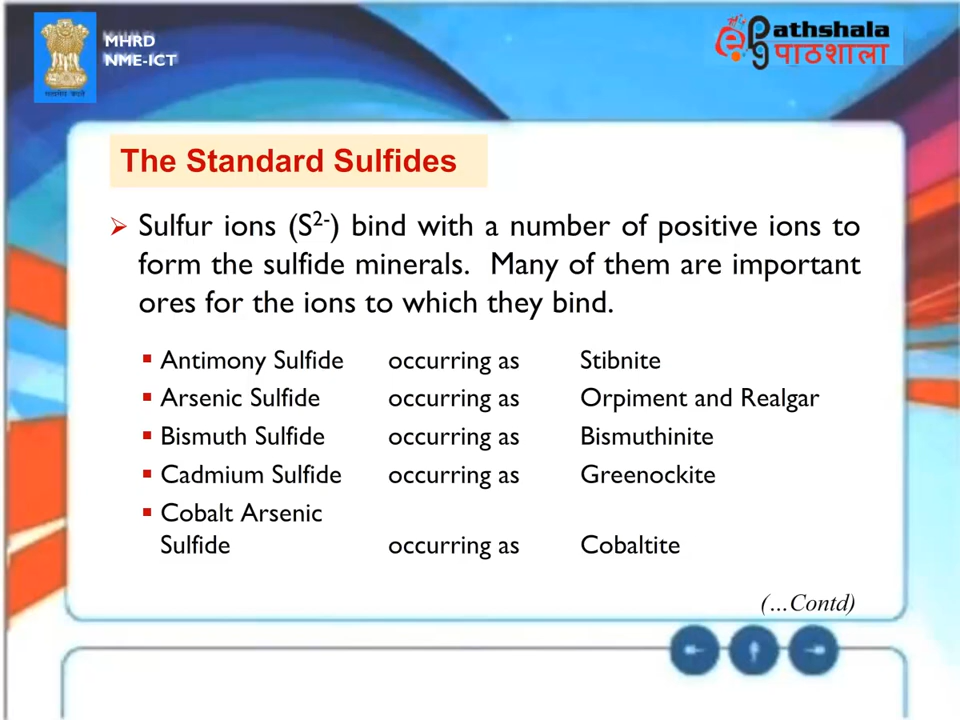 MHRD
NME-ICT
ePathshala
पाठशाला
The Standard Sulfides
➢ Sulfur ions (S²⁻) bind with a number of positive ions to
form the sulfide minerals. Many of them are important
ores for the ions to which they bind.
▪ Antimony Sulfide occurring as Stibnite
▪ Arsenic Sulfide occurring as Orpiment and Realgar
▪ Bismuth Sulfide occurring as Bismuthinite
▪ Cadmium Sulfide occurring as Greenockite
▪ Cobalt Arsenic
Sulfide occurring as Cobaltite
(...Contd)